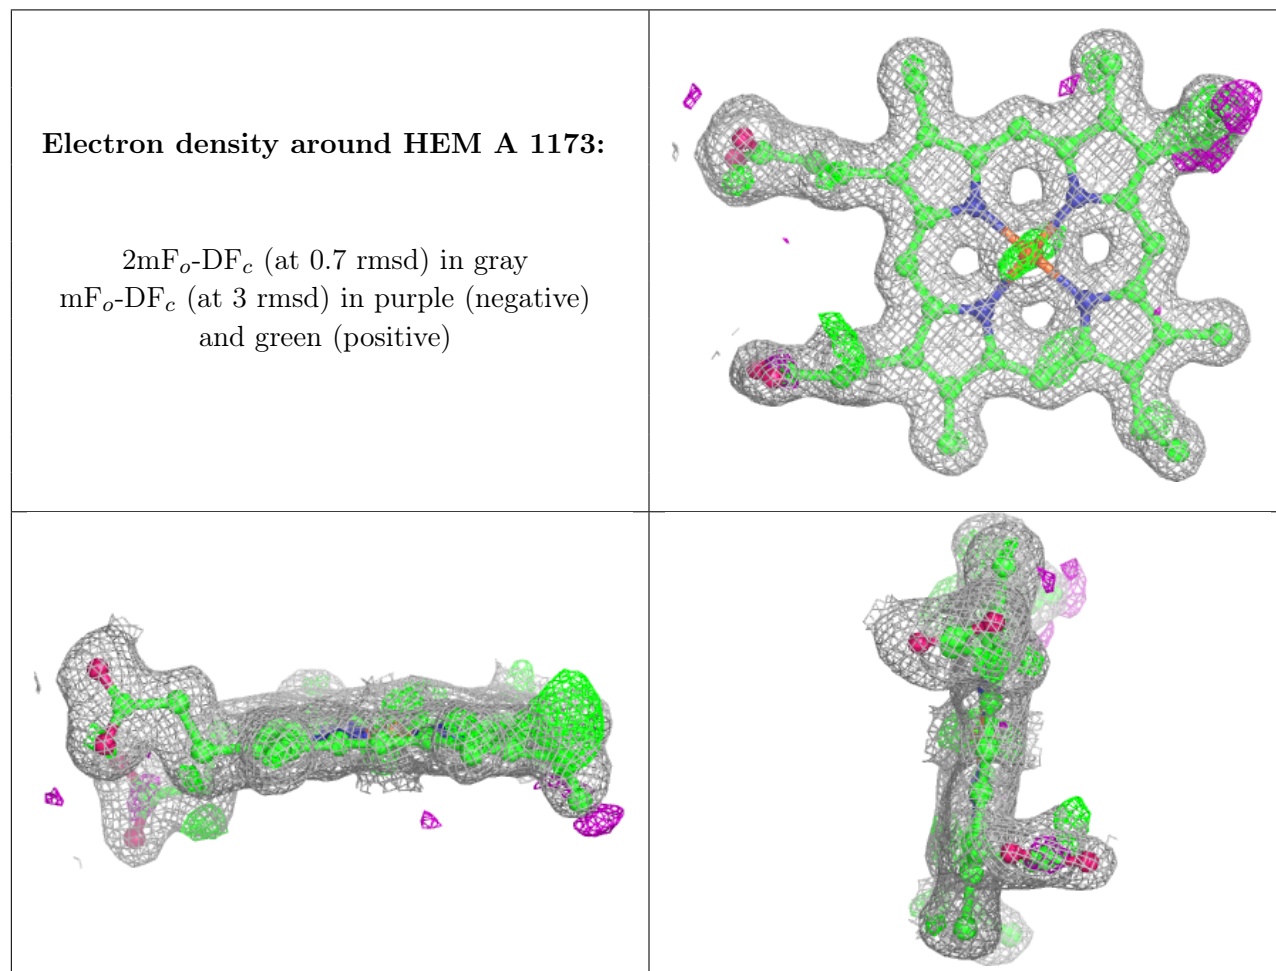 Electron density around HEM A 1173:
2mFo-DFc (at 0.7 rmsd) in gray
mFo-DFc (at 3 rmsd) in purple (negative)
and green (positive)